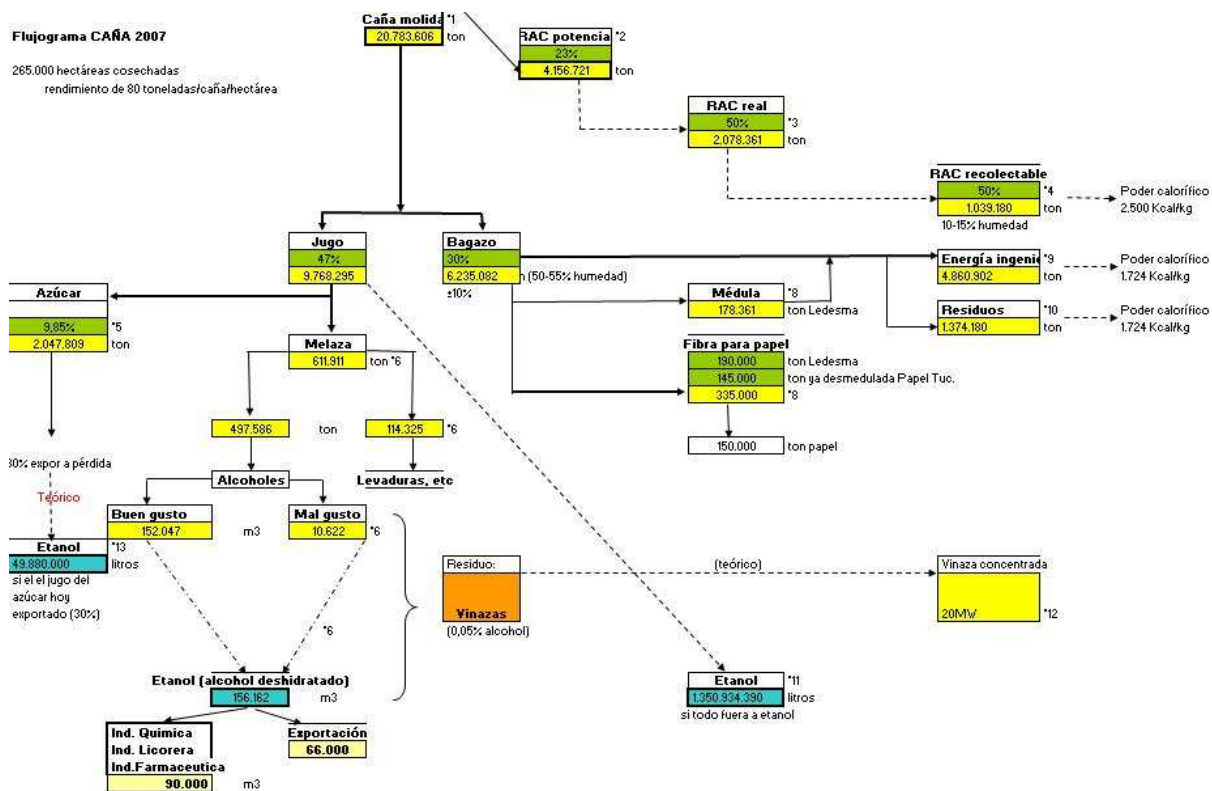 Caña molida *1
20.783.606 ton
Flujograma CAÑA 2007
265.000 hectáreas cosechadas
rendimiento de 80 toneladas/caña/hectárea
RAC potencia *2
23%
4.156.721 ton
RAC real
50% *3
2.078.361 ton
RAC recolectable
50% *4
1.039.180 ton
10-15% humedad
Poder calorífico
2.500 Kcal/kg
Jugo
47%
9.768.295
Bagazo
30%
6.235.082 n (50-55% humedad)
±10%
Energía ingenio *9
4.860.902 ton
Poder calorífico
1.724 Kcal/kg
Médula *8
178.361 ton Ledesma
Residuos *10
1.374.180 ton
Poder calorífico
1.724 Kcal/kg
Azúcar
9,85% *5
2.047.809 ton
Melaza
611.911 ton *6
Fibra para papel
190.000 ton Ledesma
145.000 ton ya desmedulada Papel Tuc.
335.000 *8
150.000 ton papel
497.586 ton 114.325 *6
Alcoholes
Levaduras, etc
30% expor a pérdida
Teórico
Buen gusto
152.047 m3
Mal gusto
10.622 *6
Etanol *13
49.880.000 litros
si el el jugo del
azúcar hoy
exportado (30%)
*6
Residuo:
Vinazas
(0,05% alcohol)
(teórico)
Vinaza concentrada
20MW *12
Etanol (alcohol deshidratado)
156.162 m3
Etanol *11
1.350.934.390 litros
si todo fuera a etanol
Ind. Quimica
Ind. Licorera
Ind.Farmaceutica
90.000 m3
Exportación
66.000